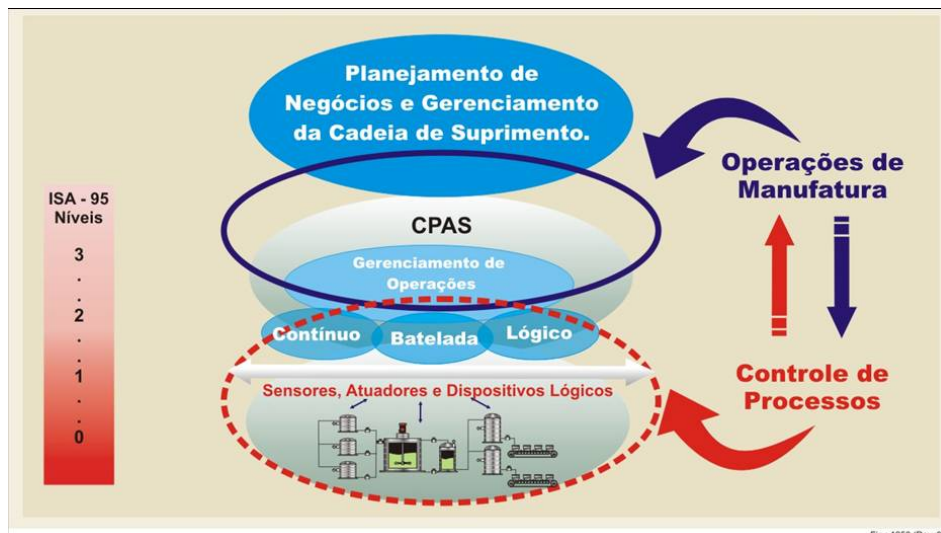 Planejamento de
Negócios e Gerenciamento
da Cadeia de Suprimento.
Operações de
Manufatura
ISA - 95
Níveis
3
.
.
2
.
.
1
.
.
0
CPAS
Gerenciamento de
Operações
Contínuo
Batelada
Lógico
Sensores, Atuadores e Dispositivos Lógicos
Controle de
Processos